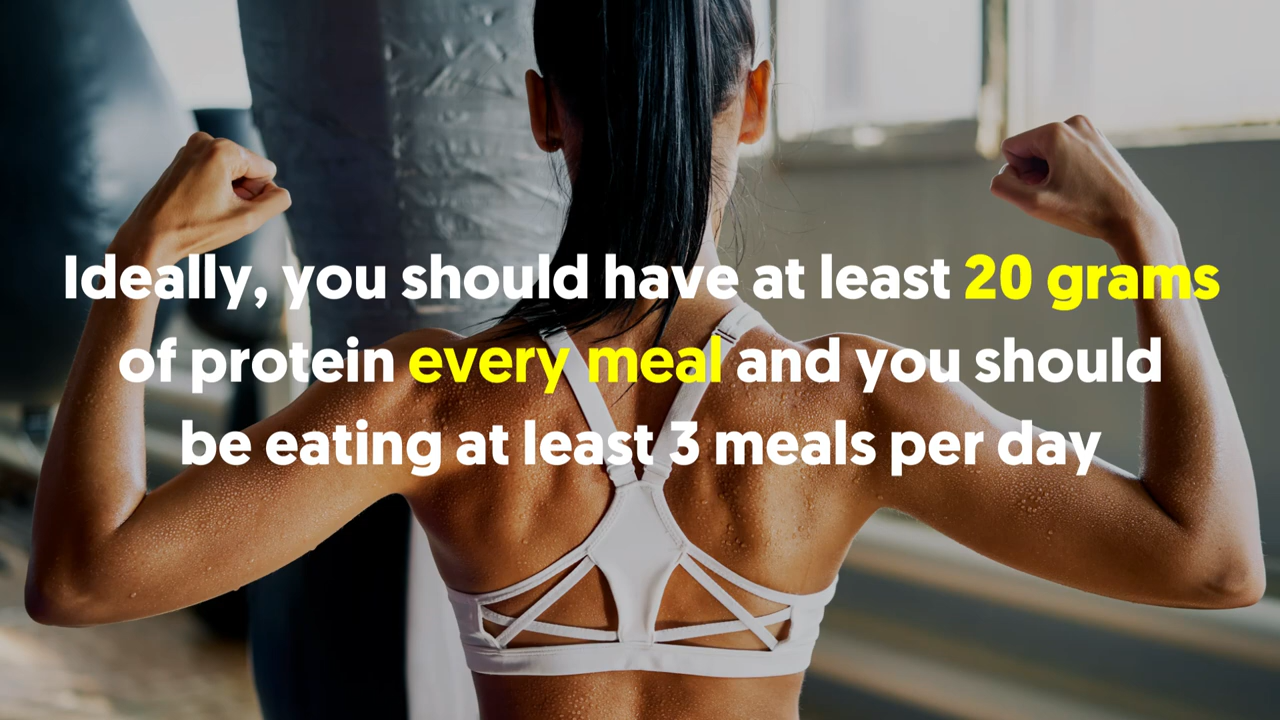 Ideally, you should have at least 20 grams
of protein every meal and you should
be eating at least 3 meals per day